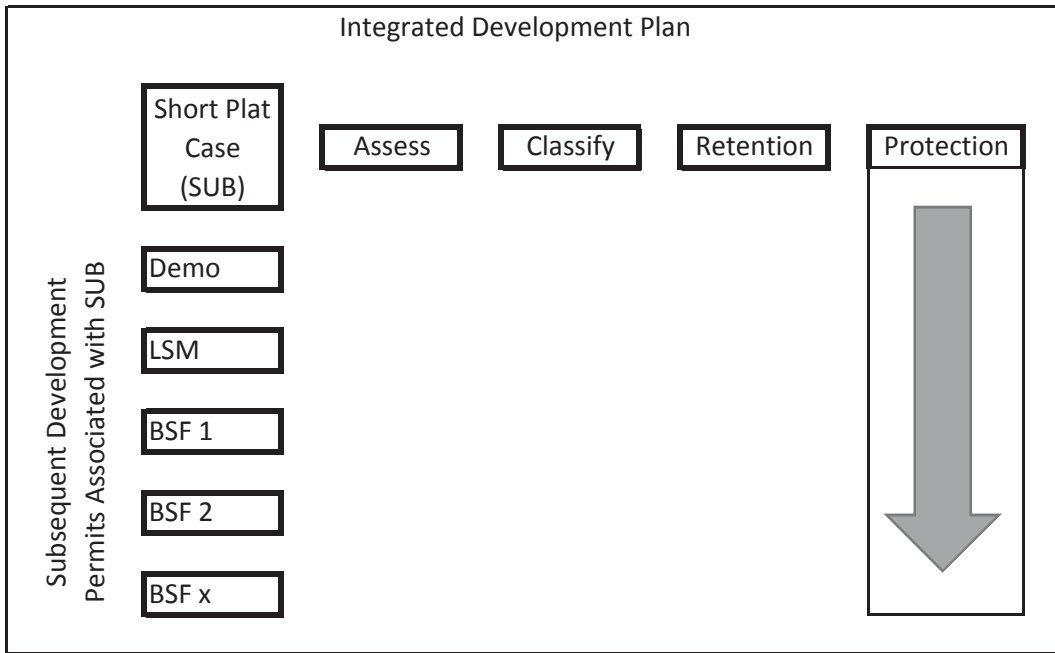 Integrated Development Plan
Short Plat
Case
(SUB)
Assess
Classify
Retention
Protection
Subsequent Development
Permits Associated with SUB
Demo
LSM
BSF 1
BSF 2
BSF x